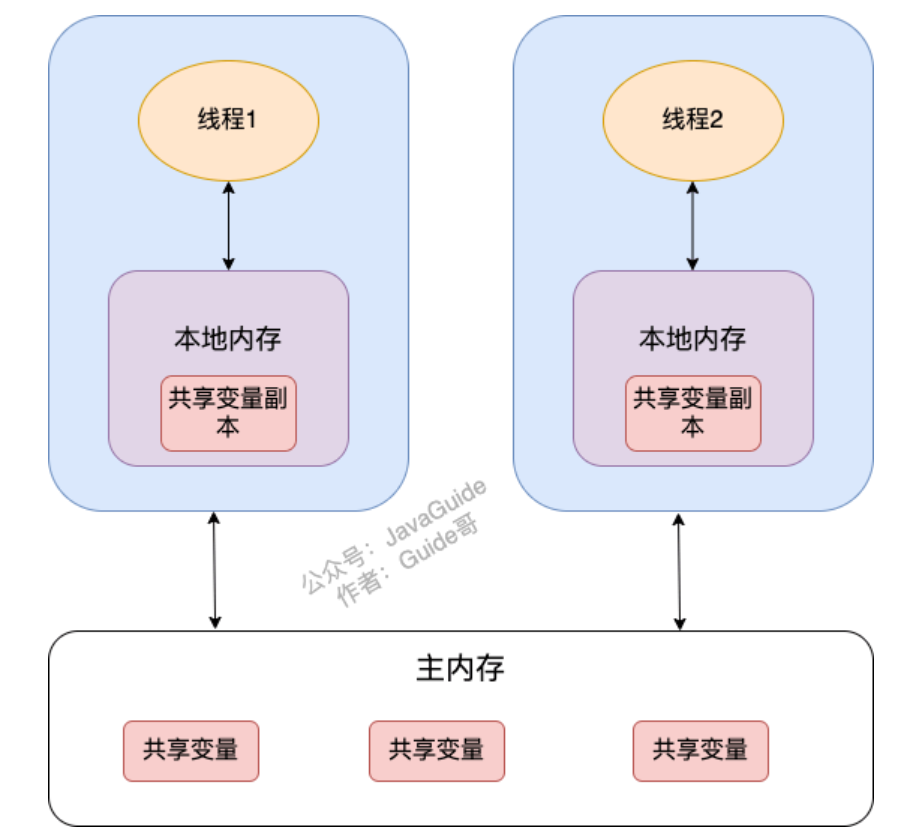 线程1
线程2
本地内存
本地内存
共享变量副
本
共享变量副
本
公众号：JavaGuide
作者：Guide哥
主内存
共享变量
共享变量
共享变量